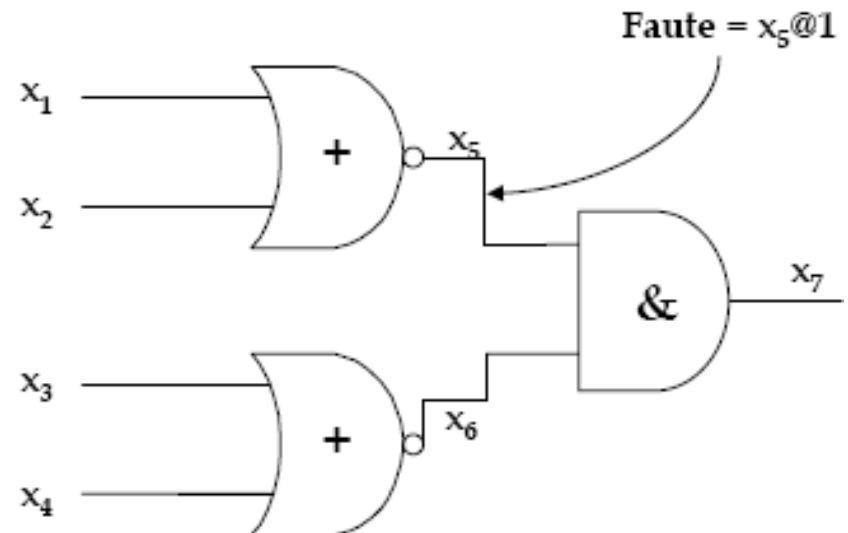 Faute = x₅@1
x₁
+
x₅
x₂
x₇
&
x₃
+
x₆
x₄